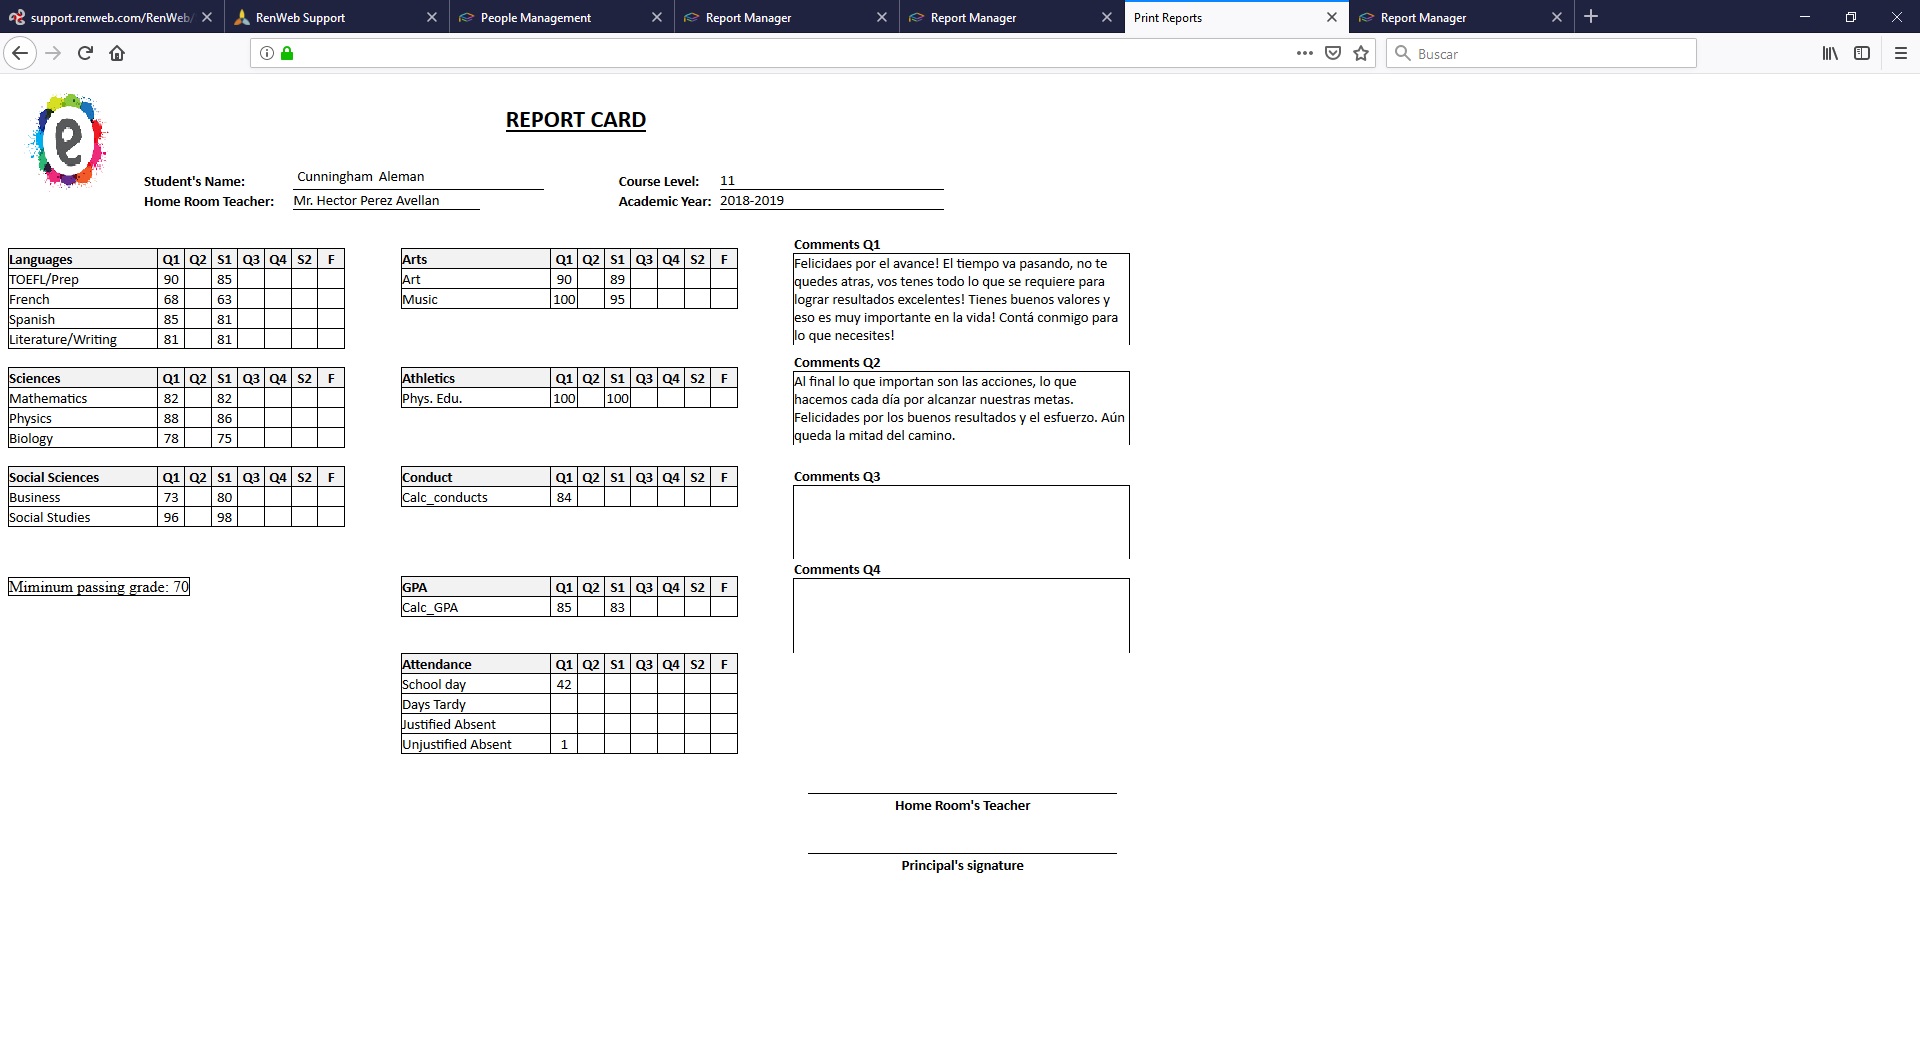 support.renweb.com/RenWeb/
RenWeb Support
People Management
Report Manager
Report Manager
Print Reports
Report Manager
Buscar
e
REPORT CARD
Student's Name: Cunningham Aleman Course Level: 11
Home Room Teacher: Mr. Hector Perez Avellan Academic Year: 2018-2019
Languages Q1 Q2 S1 Q3 Q4 S2 F
TOEFL/Prep 90 85
French 68 63
Spanish 85 81
Literature/Writing 81 81
Sciences Q1 Q2 S1 Q3 Q4 S2 F
Mathematics 82 82
Physics 88 86
Biology 78 75
Social Sciences Q1 Q2 S1 Q3 Q4 S2 F
Business 73 80
Social Studies 96 98
Miminum passing grade: 70
Arts Q1 Q2 S1 Q3 Q4 S2 F
Art 90 89
Music 100 95
Athletics Q1 Q2 S1 Q3 Q4 S2 F
Phys. Edu. 100 100
Conduct Q1 Q2 S1 Q3 Q4 S2 F
Calc_conducts 84
GPA Q1 Q2 S1 Q3 Q4 S2 F
Calc_GPA 85 83
Attendance Q1 Q2 S1 Q3 Q4 S2 F
School day 42
Days Tardy
Justified Absent
Unjustified Absent 1
Comments Q1
Felicidaes por el avance! El tiempo va pasando, no te
quedes atras, vos tenes todo lo que se requiere para
lograr resultados excelentes! Tienes buenos valores y
eso es muy importante en la vida! Contá conmigo para
lo que necesites!
Comments Q2
Al final lo que importan son las acciones, lo que
hacemos cada día por alcanzar nuestras metas.
Felicidades por los buenos resultados y el esfuerzo. Aún
queda la mitad del camino.
Comments Q3
Comments Q4
Home Room's Teacher
Principal's signature